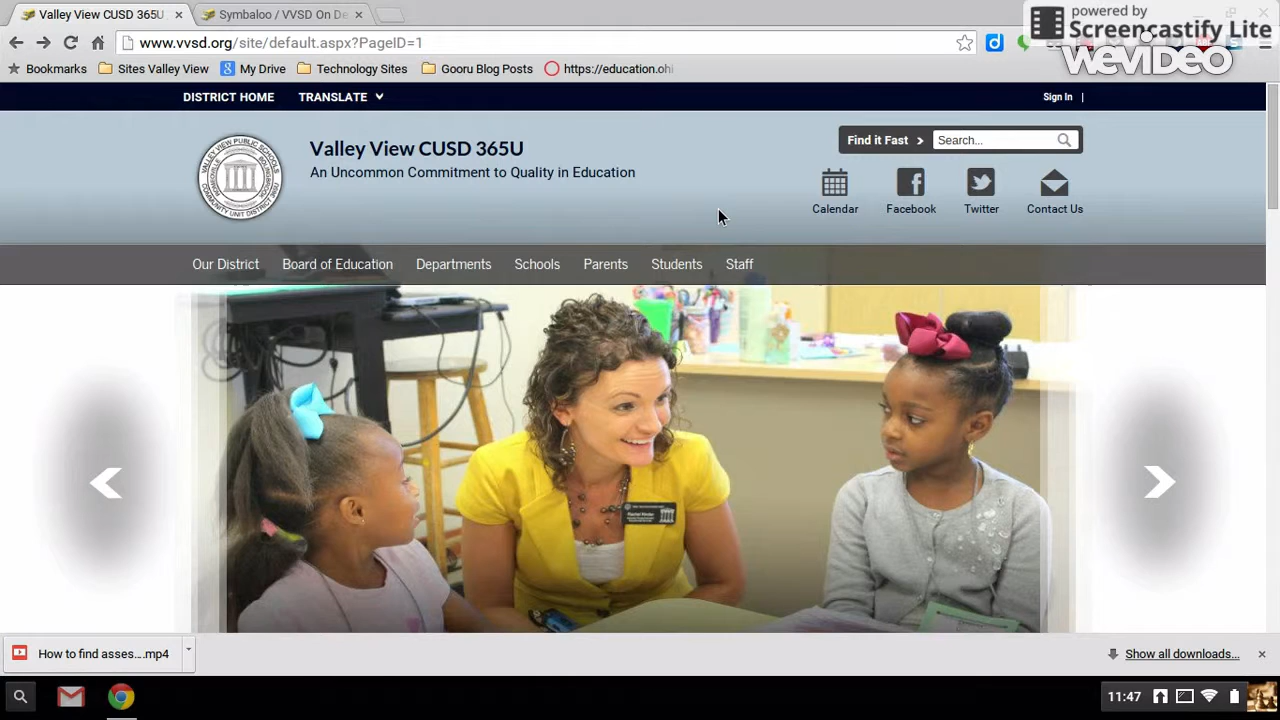 Valley View CUSD 365U
Symbaloo / VVSD On De
powered by
Screencastify Lite
www.vvsd.org/site/default.aspx?PageID=1
WEVIDEO
Bookmarks
Sites Valley View
My Drive
Technology Sites
Gooru Blog Posts
https://education.ohi
DISTRICT HOME
TRANSLATE
Sign In |
Find it Fast
Search...
Valley View CUSD 365U
An Uncommon Commitment to Quality in Education
Calendar
Facebook
Twitter
Contact Us
Our District
Board of Education
Departments
Schools
Parents
Students
Staff
How to find asses....mp4
Show all downloads...
11:47